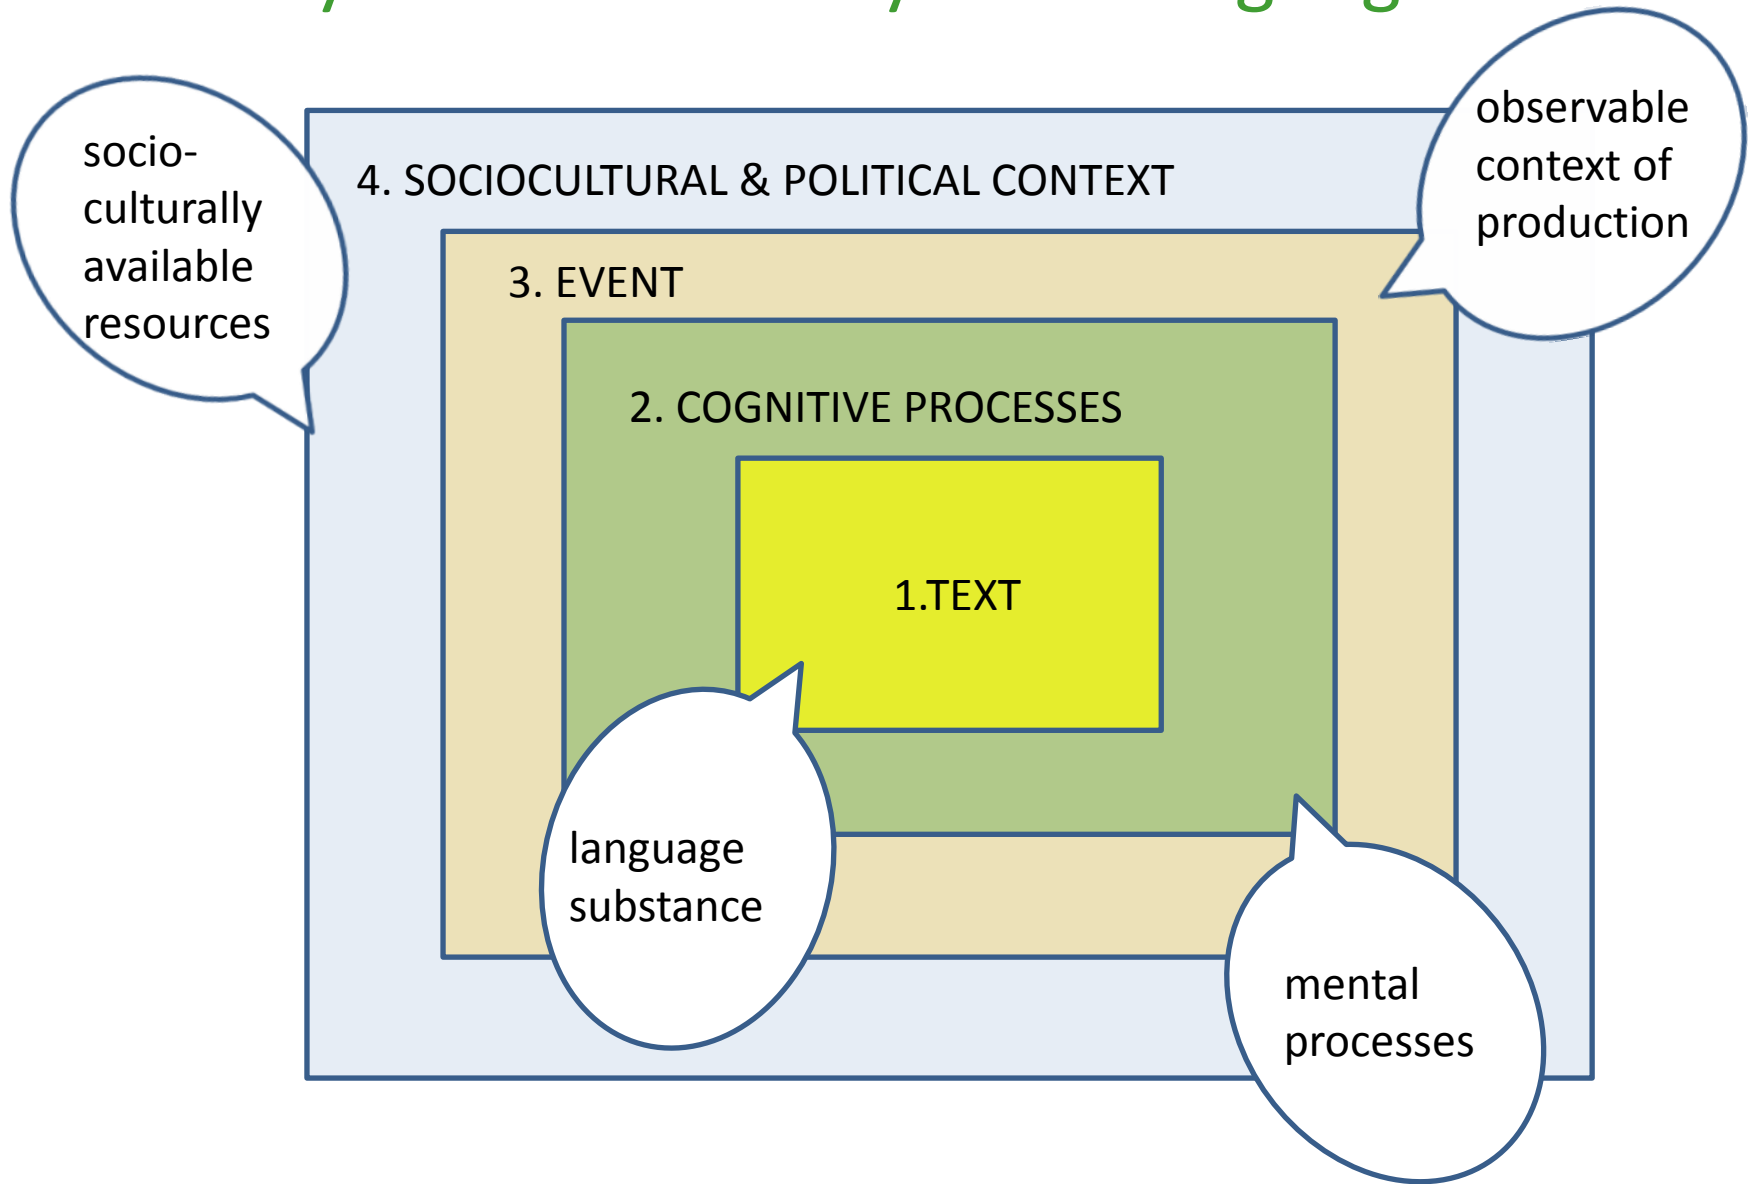 socio-
culturally
available
resources
observable
context of
production
4. SOCIOCULTURAL & POLITICAL CONTEXT
3. EVENT
2. COGNITIVE PROCESSES
1.TEXT
language
substance
mental
processes